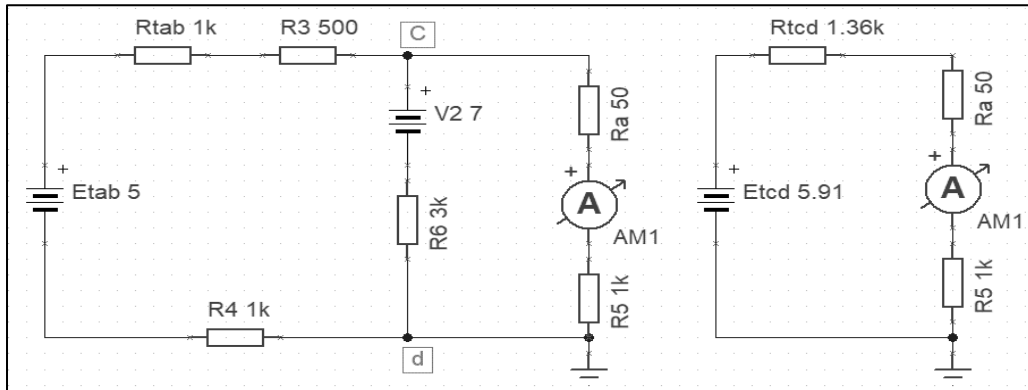 Rtab 1k
R3 500
C
Rtcd 1.36k
+
V2 7
Ra 50
Ra 50
+
Etab 5
R6 3k
+
A
AM1
+
Etcd 5.91
+
A
AM1
R4 1k
R5 1k
R5 1k
d